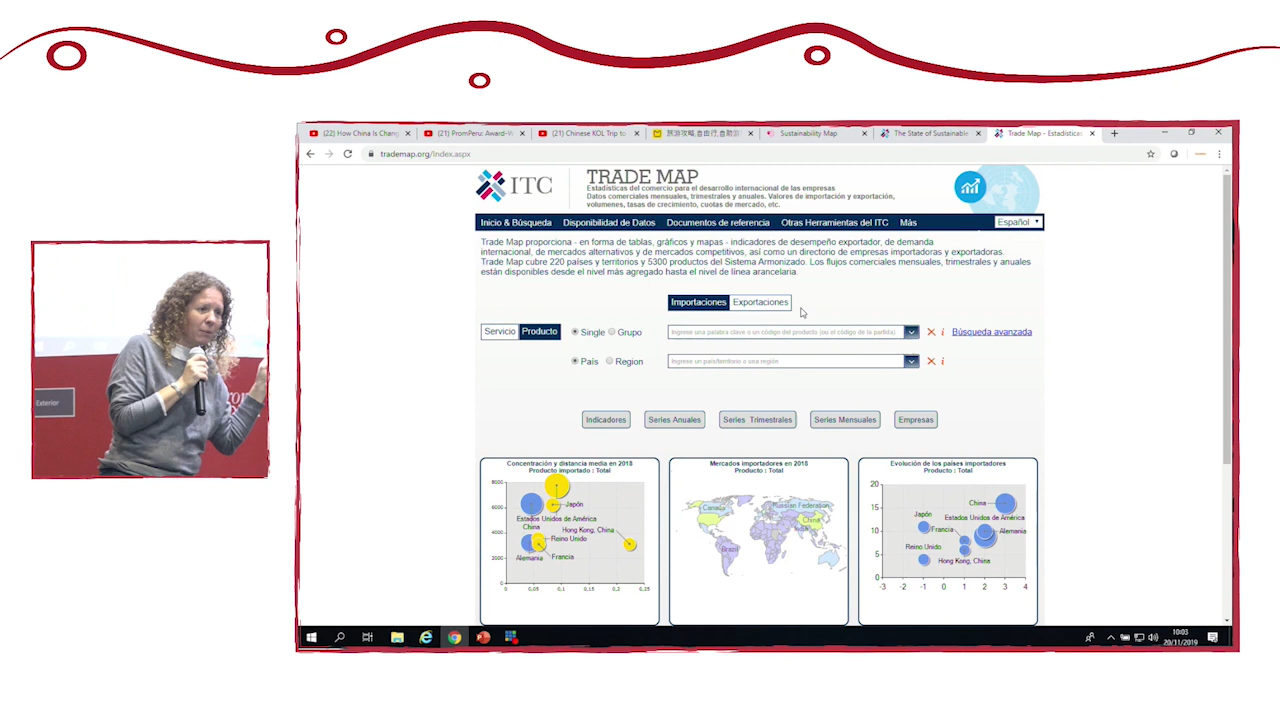 (22) How China Is Chang
(21) PromPeru: Award-W
(21) Chinese KOL Trip to
旅游攻略,自由行,自助游
Sustainability Map
The State of Sustainable
Trade Map - Estadísticas
trademap.org/Index.aspx
ITC
TRADE MAP
Estadísticas del comercio para el desarrollo internacional de las empresas
Datos comerciales mensuales, trimestrales y anuales. Valores de importación y exportación,
volumenes, tasas de crecimiento, cuotas de mercado, etc.
Inicio & Búsqueda Disponibilidad de Datos Documentos de referencia Otras Herramientas del ITC Más Español
Trade Map proporciona - en forma de tablas, gráficos y mapas - indicadores de desempeño exportador, de demanda
internacional, de mercados alternativos y de mercados competitivos, así como un directorio de empresas importadoras y exportadoras.
Trade Map cubre 220 países y territorios y 5300 productos del Sistema Armonizado. Los flujos comerciales mensuales, trimestrales y anuales
están disponibles desde el nivel más agregado hasta el nivel de línea arancelaria.
Importaciones Exportaciones
Servicio Producto Single Grupo Ingrese una palabra clave o un código del producto (ou el código de la partida) Búsqueda avanzada
País Region Ingrese un país/territorio o una región
Indicadores Series Anuales Series Trimestrales Series Mensuales Empresas
Concentración y distancia media en 2018
Producto importado : Total
8000
6000
4000
2000
0
0 0,05 0,1 0,15 0,2 0,25
Japón
Estados Unidos de América
China
Hong Kong, China
Reino Unido
Alemania
Francia
Mercados importadores en 2018
Producto : Total
Canada
Russian Federation
China
India
Brazil
Evolución de los países importadores
Producto : Total
20
15
10
5
0
-3 -2 -1 0 1 2 3 4
China
Japón
Estados Unidos de América
Francia
Alemania
Reino Unido
Hong Kong, China
10:03
20/11/2019
Exterior